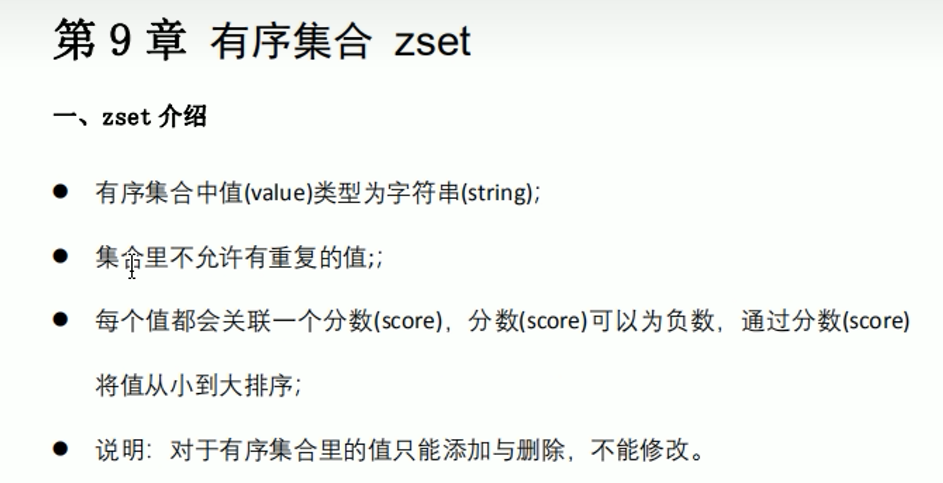 第 9 章 有序集合 zset
一、zset 介绍
● 有序集合中值(value)类型为字符串(string);
● 集合里不允许有重复的值;;
● 每个值都会关联一个分数(score)，分数(score)可以为负数，通过分数(score)
将值从小到大排序;
● 说明：对于有序集合里的值只能添加与删除，不能修改。